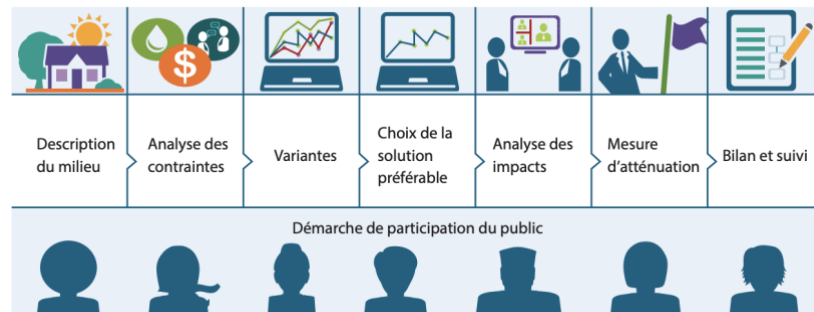 Description
du milieu
Analyse des
contraintes
Variantes
Choix de la
solution
préférable
Analyse des
impacts
Mesure
d'atténuation
Bilan et suivi
Démarche de participation du public
$